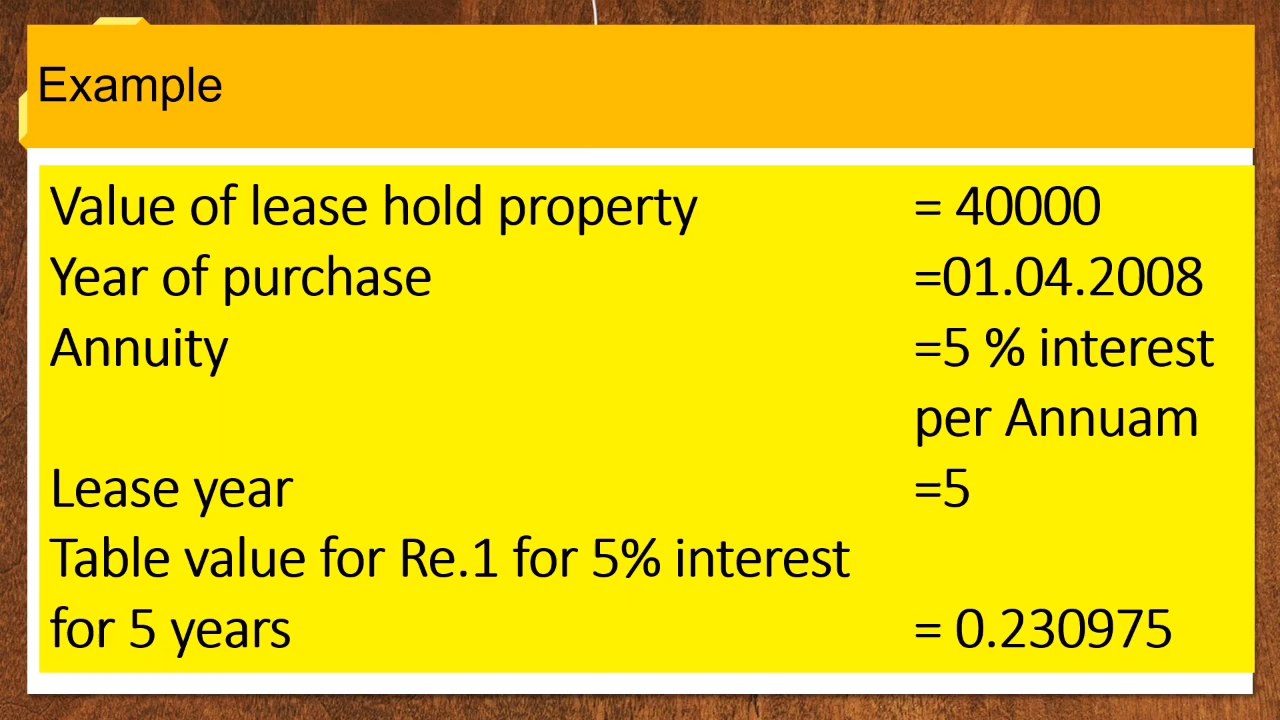 Example
Value of lease hold property = 40000
Year of purchase =01.04.2008
Annuity =5 % interest
per Annuam
Lease year =5
Table value for Re.1 for 5% interest
for 5 years = 0.230975